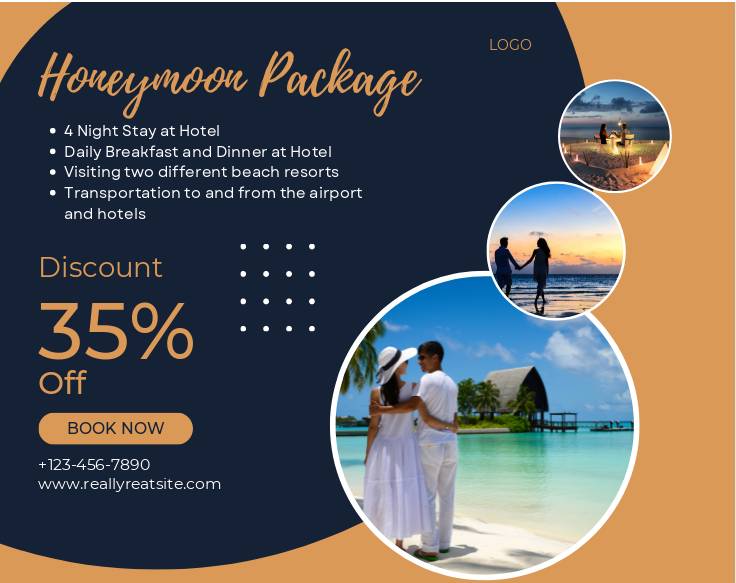 LOGO
Honeymoon Package
4 Night Stay at Hotel
Daily Breakfast and Dinner at Hotel
Visiting two different beach resorts
Transportation to and from the airport
and hotels
Discount
35%
Off
BOOK NOW
+123-456-7890
www.reallyreatsite.com